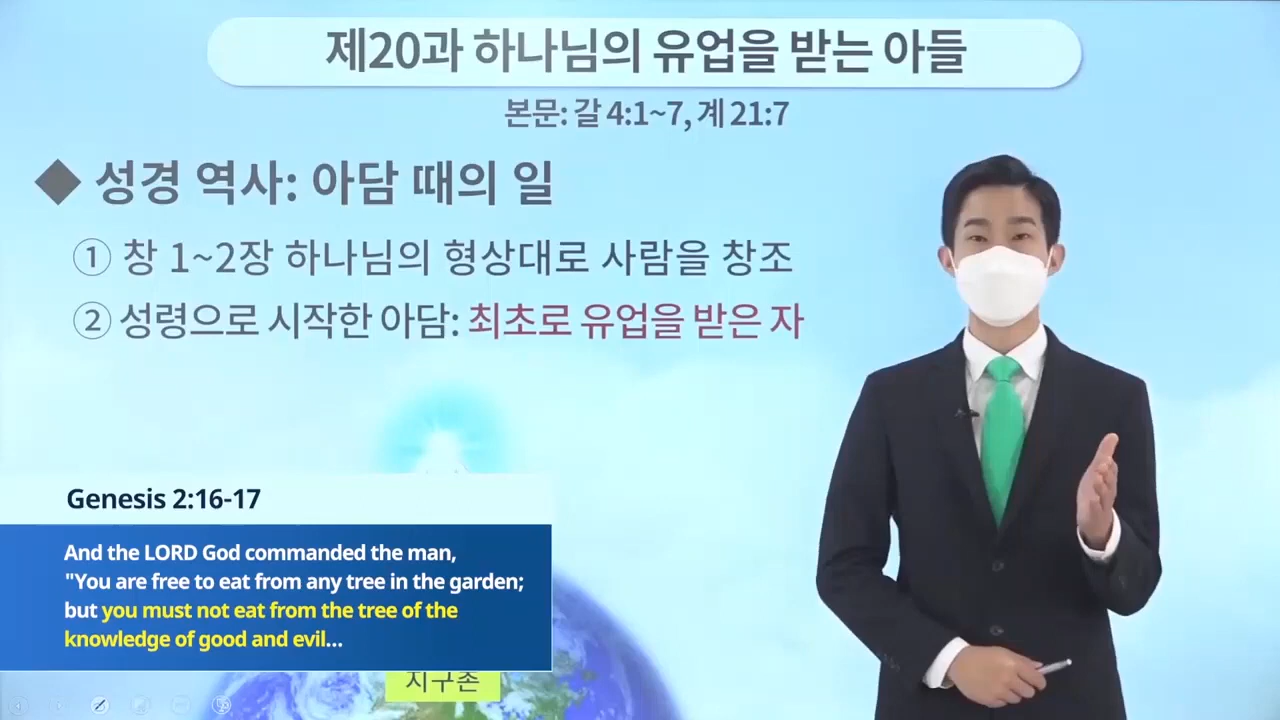 제20과 하나님의 유업을 받는 아들
본문: 갈 4:1~7, 계 21:7
◆ 성경 역사: 아담 때의 일
① 창 1~2장 하나님의 형상대로 사람을 창조
② 성령으로 시작한 아담: 최초로 유업을 받은 자
Genesis 2:16-17
And the LORD God commanded the man,
"You are free to eat from any tree in the garden;
but you must not eat from the tree of the
knowledge of good and evil...
지구촌